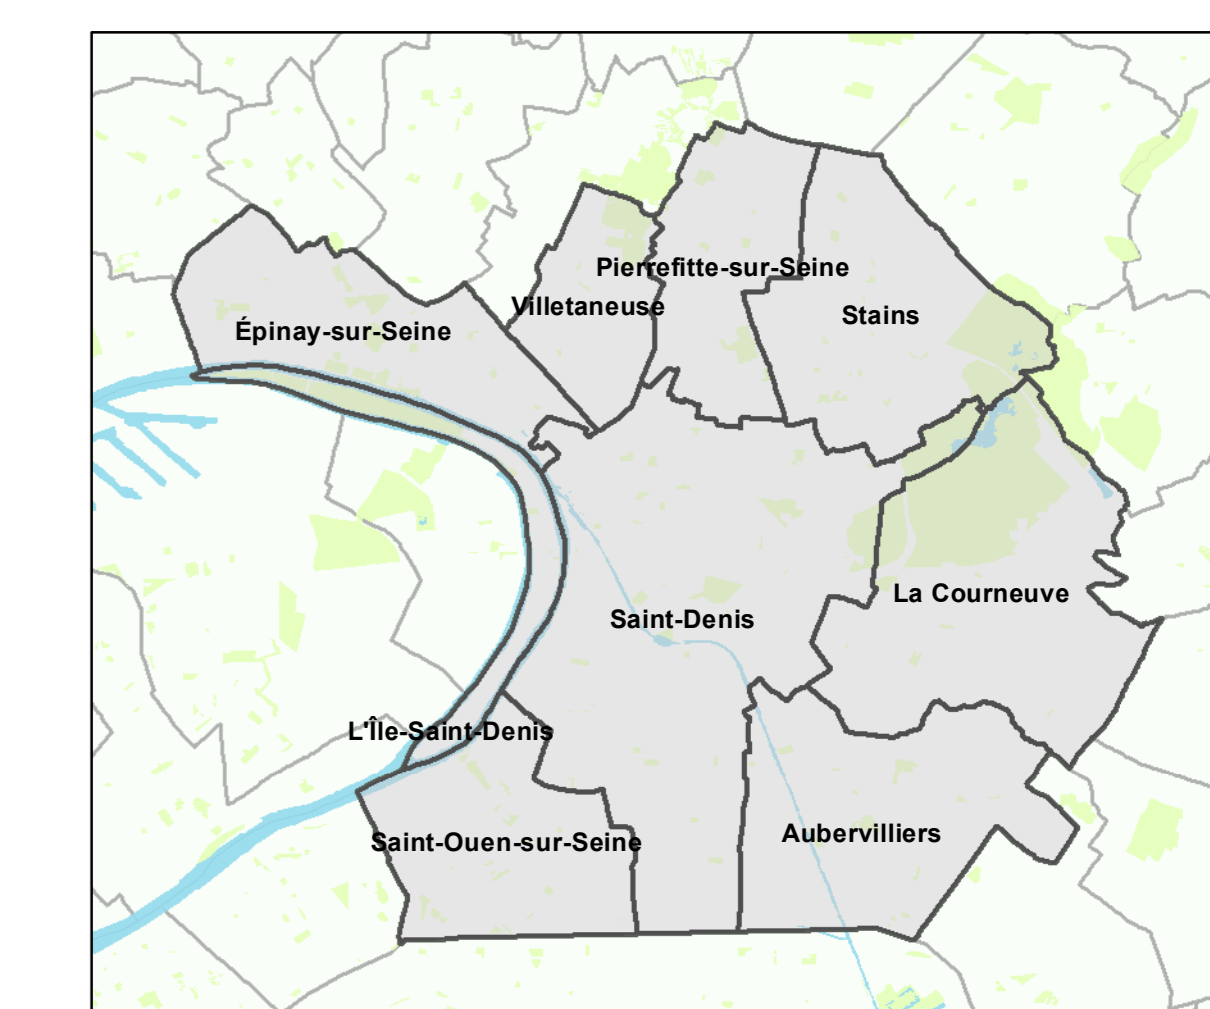 Pierrefitte-sur-Seine
Villetaneuse
Stains
Épinay-sur-Seine
La Courneuve
Saint-Denis
L'Île-Saint-Denis
Aubervilliers
Saint-Ouen-sur-Seine